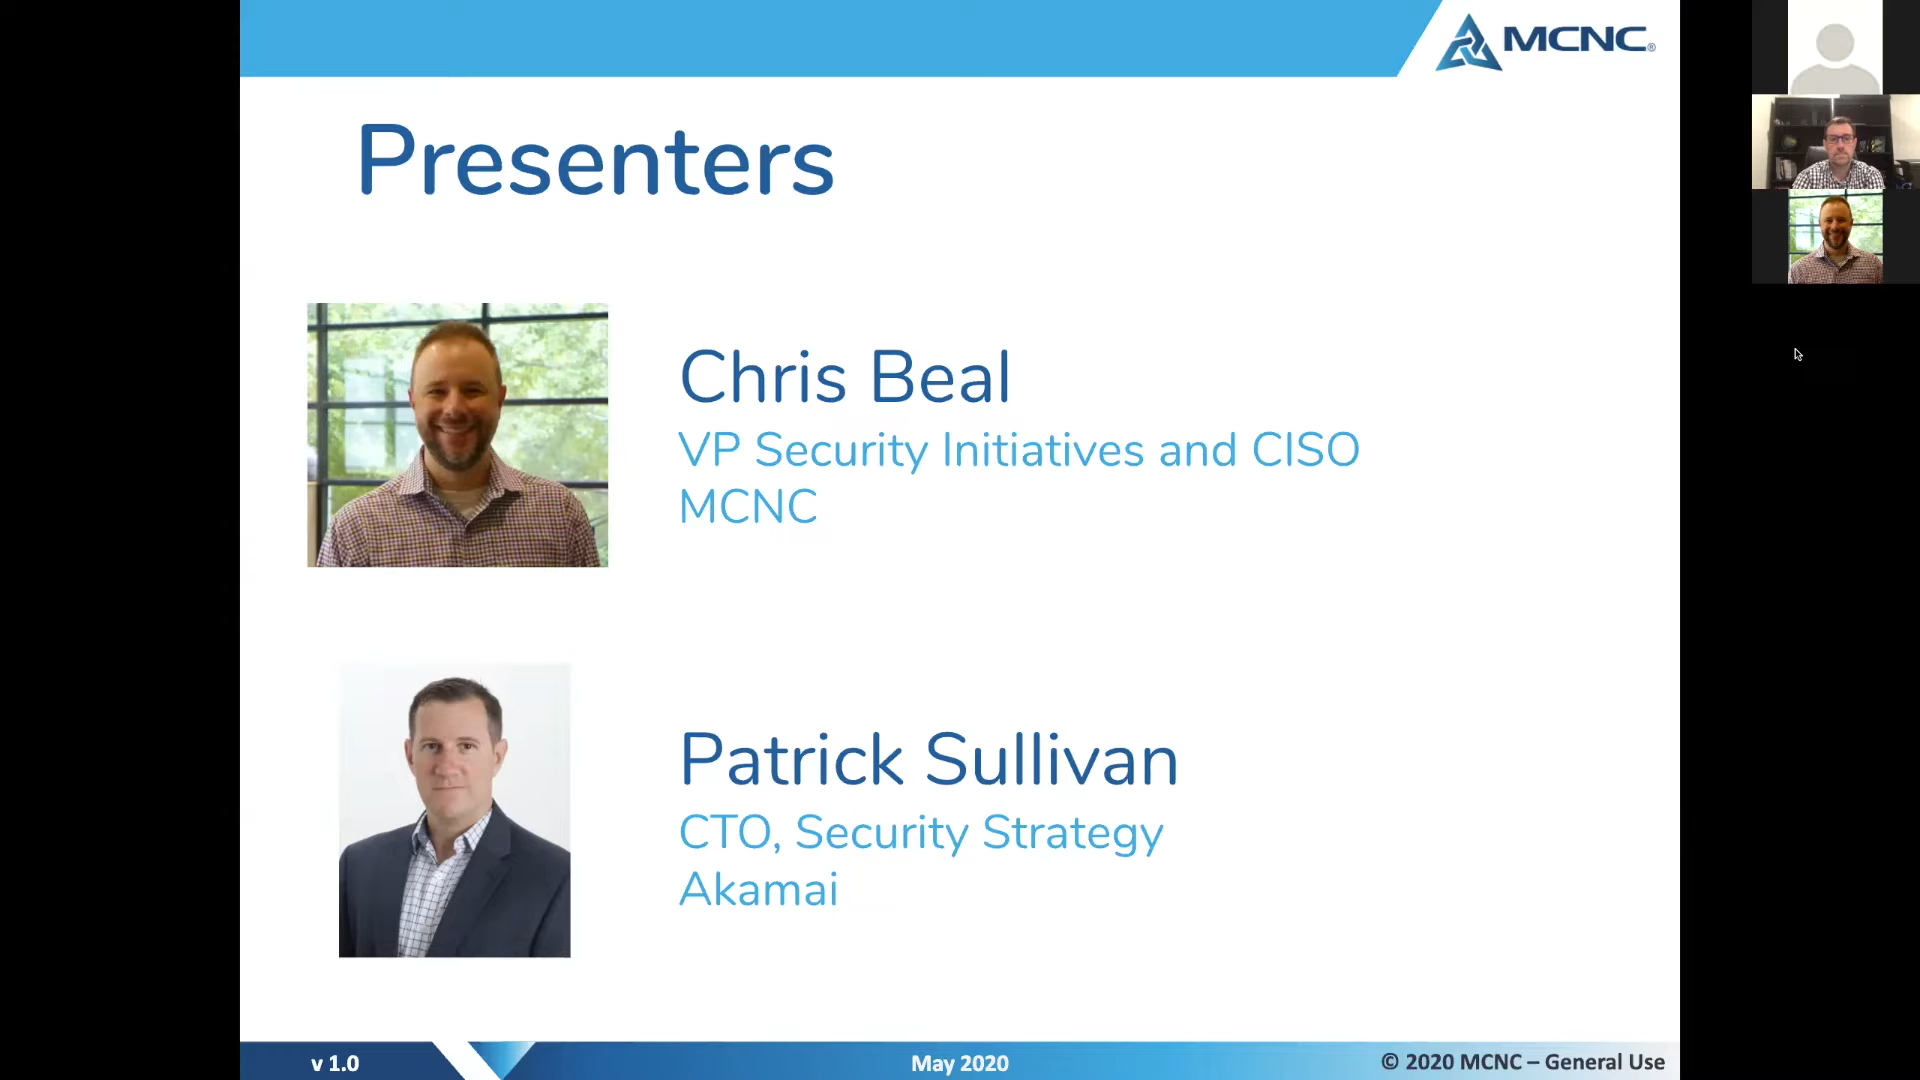 MCNC®
Presenters
Chris Beal
VP Security Initiatives and CISO
MCNC
Patrick Sullivan
CTO, Security Strategy
Akamai
v 1.0
May 2020
© 2020 MCNC – General Use